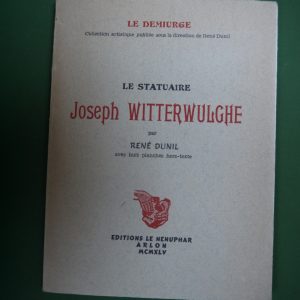 LE DEMIURGE
Collection artistique publiée sous la direction de René Dunil
LE STATUAIRE
Joseph WITTERWULGHE
par
RENÉ DUNIL
avec huit planches hors-texte
EDITIONS LE NENUPHAR
ARLON
MCMXLV